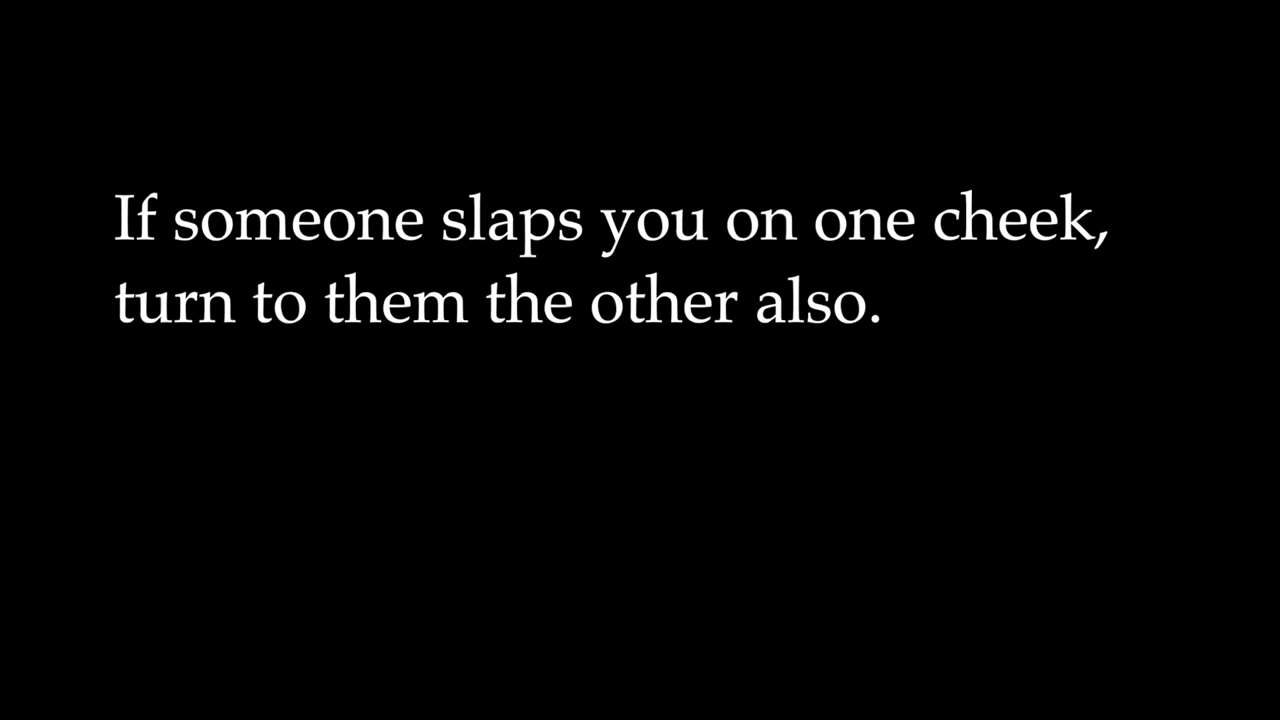 If someone slaps you on one cheek,
turn to them the other also.